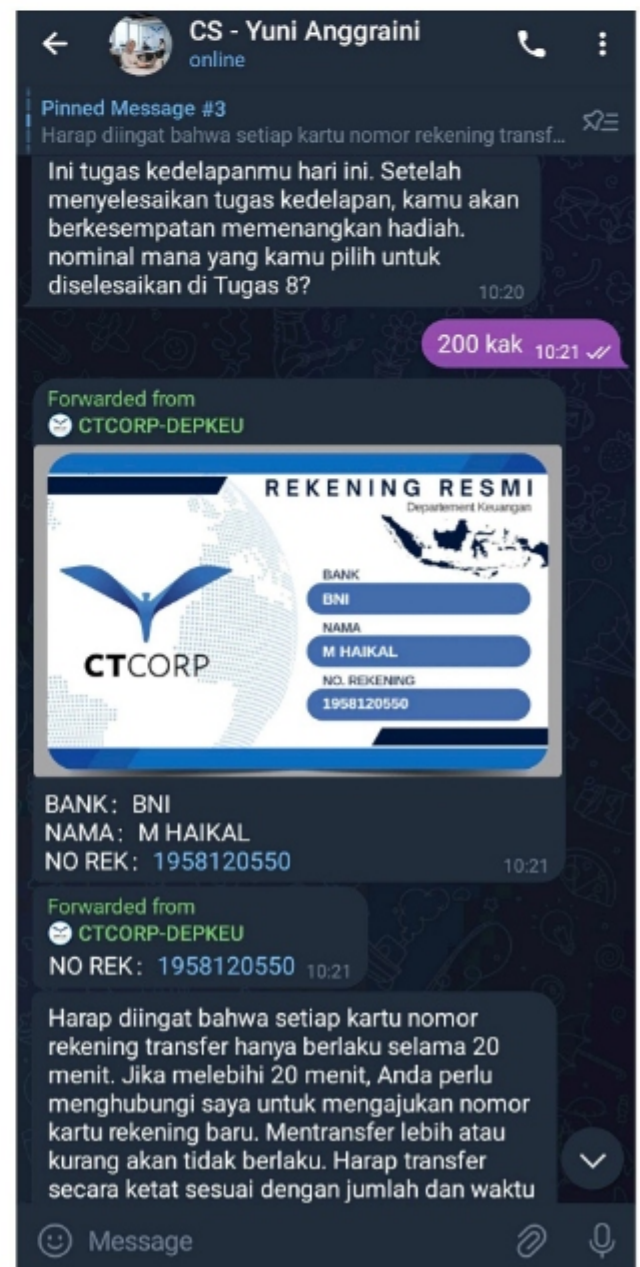 CS - Yuni Anggraini
online
Pinned Message #3
Harap diingat bahwa setiap kartu nomor rekening transf...
Ini tugas kedelapanmu hari ini. Setelah
menyelesaikan tugas kedelapan, kamu akan
berkesempatan memenangkan hadiah.
nominal mana yang kamu pilih untuk
diselesaikan di Tugas 8?
10:20
200 kak 10:21
Forwarded from
CTCORP-DEPKEU
REKENING RESMI
Departement Keuangan
CTCORP
BANK
BNI
NAMA
M HAIKAL
NO. REKENING
1958120550
BANK: BNI
NAMA: M HAIKAL
NO REK: 1958120550
10:21
Forwarded from
CTCORP-DEPKEU
NO REK: 1958120550 10:21
Harap diingat bahwa setiap kartu nomor
rekening transfer hanya berlaku selama 20
menit. Jika melebihi 20 menit, Anda perlu
menghubungi saya untuk mengajukan nomor
kartu rekening baru. Mentransfer lebih atau
kurang akan tidak berlaku. Harap transfer
secara ketat sesuai dengan jumlah dan waktu
Message